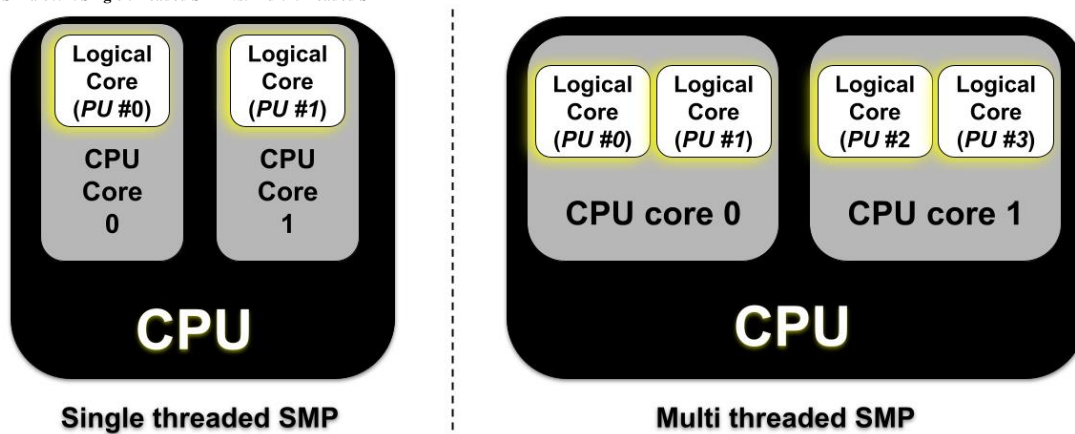 Logical
Core
(PU #0)
CPU
Core
0
Logical
Core
(PU #1)
CPU
Core
1
CPU
Single threaded SMP
Logical
Core
(PU #0)
Logical
Core
(PU #1)
CPU core 0
Logical
Core
(PU #2
Logical
Core
(PU #3)
CPU core 1
CPU
Multi threaded SMP